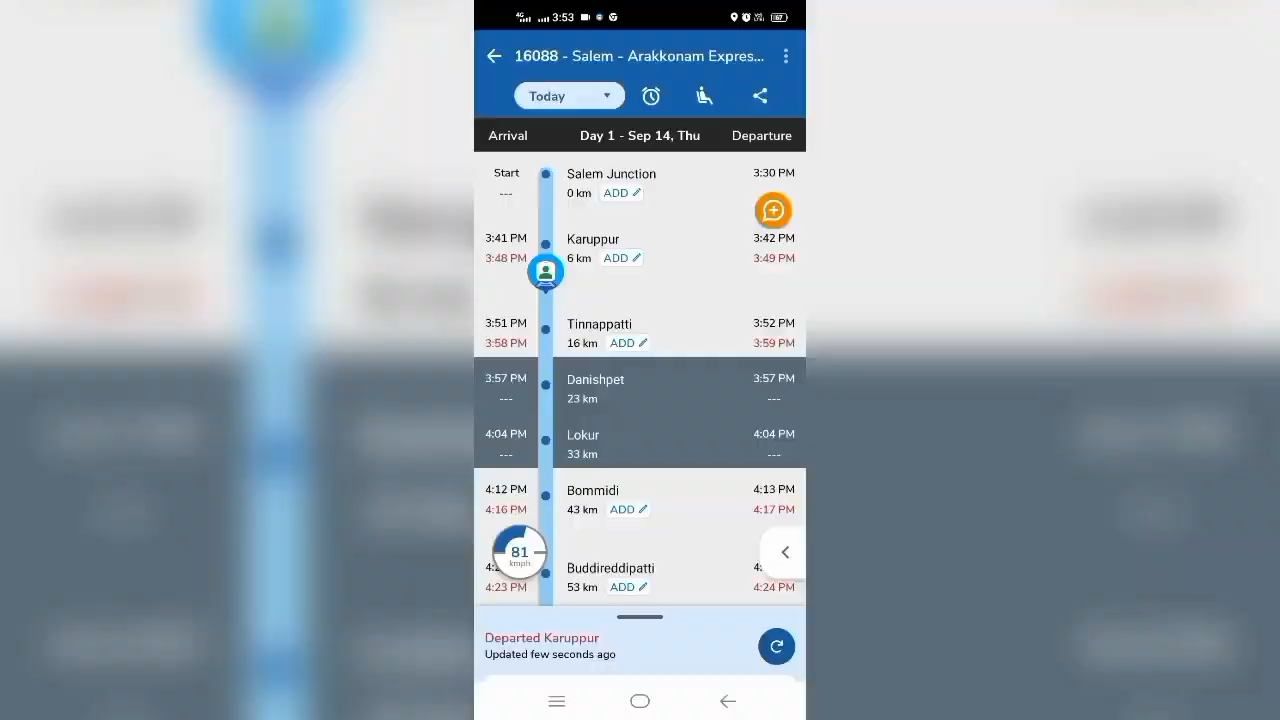 4G 3:53 67
16088 - Salem - Arakkonam Expres...
Today
Arrival Day 1 - Sep 14, Thu Departure
Start Salem Junction 3:30 PM
--- 0 km ADD
3:41 PM Karuppur 3:42 PM
3:48 PM 6 km ADD 3:49 PM
3:51 PM Tinnappatti 3:52 PM
3:58 PM 16 km ADD 3:59 PM
3:57 PM Danishpet 3:57 PM
--- 23 km ---
4:04 PM Lokur 4:04 PM
--- 33 km ---
4:12 PM Bommidi 4:13 PM
4:16 PM 43 km ADD 4:17 PM
81
kmph
Buddireddipatti
4:23 PM 53 km ADD 4:24 PM
Departed Karuppur
Updated few seconds ago